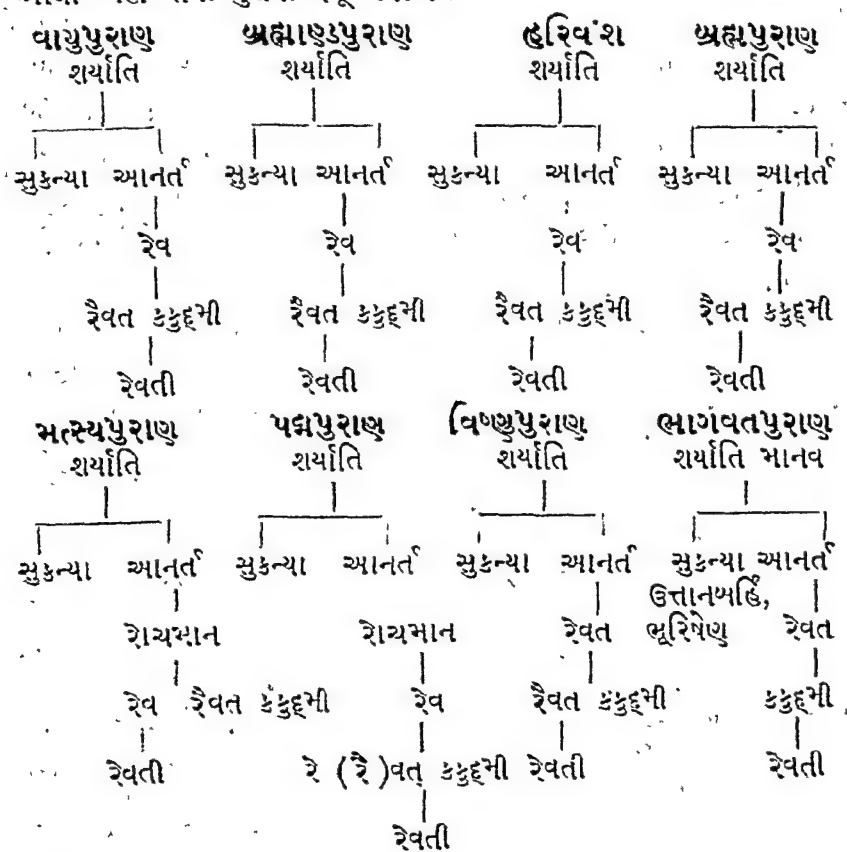 વાયુપુરાણ બ્રહ્માણ્ડપુરાણ હરિવંશ બ્રહ્મપુરાણ
શર્યાતિ શર્યાતિ શર્યાતિ શર્યાતિ
સુકન્યા આનર્ત સુકન્યા આનર્ત સુકન્યા આનર્ત સુકન્યા આનર્ત
રેવ રેવ રેવ રેવ
રૈવત કકુદ્‌મી રૈવત કકુદ્‌મી રૈવત કકુદ્‌મી રૈવત કકુદ્‌મી
રેવતી રેવતી રેવતી રેવતી
મત્સ્યપુરાણ પદ્મપુરાણ વિષ્ણુપુરાણ ભાગવતપુરાણ
શર્યાતિ શર્યાતિ શર્યાતિ શર્યાતિ માનવ
સુકન્યા આનર્ત સુકન્યા આનર્ત સુકન્યા આનર્ત સુકન્યા આનર્ત
ઉત્તાનબર્હિ,
રોચમાન રોચમાન રેવત ભૂરિષેણ રેવત
રેવ રૈવત કકુદ્‌મી રેવ રૈવત કકુદ્‌મી કકુદ્‌મી
રેવતી રે (રૈ)વત્ કકુદ્‌મી રેવતી રેવતી
રેવતી